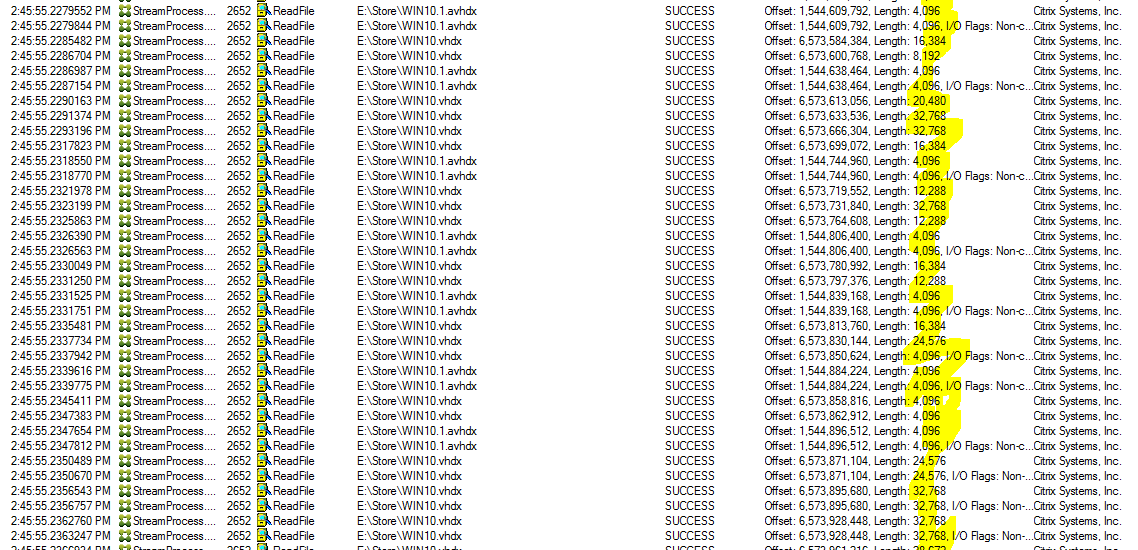 2:45:55.2279552 PM StreamProcess.... 2652 ReadFile E:\Store\WIN10.1.avhdx SUCCESS Offset: 1,544,609,792, Length: 4,096 Citrix Systems, Inc.
2:45:55.2279844 PM StreamProcess.... 2652 ReadFile E:\Store\WIN10.1.avhdx SUCCESS Offset: 1,544,609,792, Length: 4,096, I/O Flags: Non-c... Citrix Systems, Inc.
2:45:55.2285482 PM StreamProcess.... 2652 ReadFile E:\Store\WIN10.vhdx SUCCESS Offset: 6,573,584,384, Length: 16,384 Citrix Systems, Inc.
2:45:55.2286704 PM StreamProcess.... 2652 ReadFile E:\Store\WIN10.vhdx SUCCESS Offset: 6,573,600,768, Length: 8,192 Citrix Systems, Inc.
2:45:55.2286987 PM StreamProcess.... 2652 ReadFile E:\Store\WIN10.1.avhdx SUCCESS Offset: 1,544,638,464, Length: 4,096 Citrix Systems, Inc.
2:45:55.2287154 PM StreamProcess.... 2652 ReadFile E:\Store\WIN10.1.avhdx SUCCESS Offset: 1,544,638,464, Length: 4,096, I/O Flags: Non-c... Citrix Systems, Inc.
2:45:55.2290163 PM StreamProcess.... 2652 ReadFile E:\Store\WIN10.vhdx SUCCESS Offset: 6,573,613,056, Length: 20,480 Citrix Systems, Inc.
2:45:55.2291374 PM StreamProcess.... 2652 ReadFile E:\Store\WIN10.vhdx SUCCESS Offset: 6,573,633,536, Length: 32,768 Citrix Systems, Inc.
2:45:55.2293196 PM StreamProcess.... 2652 ReadFile E:\Store\WIN10.vhdx SUCCESS Offset: 6,573,666,304, Length: 32,768 Citrix Systems, Inc.
2:45:55.2317823 PM StreamProcess.... 2652 ReadFile E:\Store\WIN10.vhdx SUCCESS Offset: 6,573,699,072, Length: 16,384 Citrix Systems, Inc.
2:45:55.2318550 PM StreamProcess.... 2652 ReadFile E:\Store\WIN10.1.avhdx SUCCESS Offset: 1,544,744,960, Length: 4,096 Citrix Systems, Inc.
2:45:55.2318770 PM StreamProcess.... 2652 ReadFile E:\Store\WIN10.1.avhdx SUCCESS Offset: 1,544,744,960, Length: 4,096, I/O Flags: Non-c... Citrix Systems, Inc.
2:45:55.2321978 PM StreamProcess.... 2652 ReadFile E:\Store\WIN10.vhdx SUCCESS Offset: 6,573,719,552, Length: 12,288 Citrix Systems, Inc.
2:45:55.2323199 PM StreamProcess.... 2652 ReadFile E:\Store\WIN10.vhdx SUCCESS Offset: 6,573,731,840, Length: 32,768 Citrix Systems, Inc.
2:45:55.2325863 PM StreamProcess.... 2652 ReadFile E:\Store\WIN10.vhdx SUCCESS Offset: 6,573,764,608, Length: 12,288 Citrix Systems, Inc.
2:45:55.2326390 PM StreamProcess.... 2652 ReadFile E:\Store\WIN10.1.avhdx SUCCESS Offset: 1,544,806,400, Length: 4,096 Citrix Systems, Inc.
2:45:55.2326563 PM StreamProcess.... 2652 ReadFile E:\Store\WIN10.1.avhdx SUCCESS Offset: 1,544,806,400, Length: 4,096, I/O Flags: Non-c... Citrix Systems, Inc.
2:45:55.2330049 PM StreamProcess.... 2652 ReadFile E:\Store\WIN10.vhdx SUCCESS Offset: 6,573,780,992, Length: 16,384 Citrix Systems, Inc.
2:45:55.2331250 PM StreamProcess.... 2652 ReadFile E:\Store\WIN10.vhdx SUCCESS Offset: 6,573,797,376, Length: 12,288 Citrix Systems, Inc.
2:45:55.2331525 PM StreamProcess.... 2652 ReadFile E:\Store\WIN10.1.avhdx SUCCESS Offset: 1,544,839,168, Length: 4,096 Citrix Systems, Inc.
2:45:55.2331751 PM StreamProcess.... 2652 ReadFile E:\Store\WIN10.1.avhdx SUCCESS Offset: 1,544,839,168, Length: 4,096, I/O Flags: Non-c... Citrix Systems, Inc.
2:45:55.2335481 PM StreamProcess.... 2652 ReadFile E:\Store\WIN10.vhdx SUCCESS Offset: 6,573,813,760, Length: 16,384 Citrix Systems, Inc.
2:45:55.2337734 PM StreamProcess.... 2652 ReadFile E:\Store\WIN10.vhdx SUCCESS Offset: 6,573,830,144, Length: 24,576 Citrix Systems, Inc.
2:45:55.2337942 PM StreamProcess.... 2652 ReadFile E:\Store\WIN10.vhdx SUCCESS Offset: 6,573,850,624, Length: 4,096, I/O Flags: Non-c... Citrix Systems, Inc.
2:45:55.2339616 PM StreamProcess.... 2652 ReadFile E:\Store\WIN10.1.avhdx SUCCESS Offset: 1,544,884,224, Length: 4,096 Citrix Systems, Inc.
2:45:55.2339775 PM StreamProcess.... 2652 ReadFile E:\Store\WIN10.1.avhdx SUCCESS Offset: 1,544,884,224, Length: 4,096, I/O Flags: Non-c... Citrix Systems, Inc.
2:45:55.2345411 PM StreamProcess.... 2652 ReadFile E:\Store\WIN10.vhdx SUCCESS Offset: 6,573,858,816, Length: 4,096 Citrix Systems, Inc.
2:45:55.2347383 PM StreamProcess.... 2652 ReadFile E:\Store\WIN10.vhdx SUCCESS Offset: 6,573,862,912, Length: 4,096 Citrix Systems, Inc.
2:45:55.2347654 PM StreamProcess.... 2652 ReadFile E:\Store\WIN10.1.avhdx SUCCESS Offset: 1,544,896,512, Length: 4,096 Citrix Systems, Inc.
2:45:55.2347812 PM StreamProcess.... 2652 ReadFile E:\Store\WIN10.1.avhdx SUCCESS Offset: 1,544,896,512, Length: 4,096, I/O Flags: Non-c... Citrix Systems, Inc.
2:45:55.2350489 PM StreamProcess.... 2652 ReadFile E:\Store\WIN10.vhdx SUCCESS Offset: 6,573,871,104, Length: 24,576 Citrix Systems, Inc.
2:45:55.2350670 PM StreamProcess.... 2652 ReadFile E:\Store\WIN10.vhdx SUCCESS Offset: 6,573,871,104, Length: 24,576, I/O Flags: Non-... Citrix Systems, Inc.
2:45:55.2356543 PM StreamProcess.... 2652 ReadFile E:\Store\WIN10.vhdx SUCCESS Offset: 6,573,895,680, Length: 32,768 Citrix Systems, Inc.
2:45:55.2356757 PM StreamProcess.... 2652 ReadFile E:\Store\WIN10.vhdx SUCCESS Offset: 6,573,895,680, Length: 32,768, I/O Flags: Non-... Citrix Systems, Inc.
2:45:55.2362760 PM StreamProcess.... 2652 ReadFile E:\Store\WIN10.vhdx SUCCESS Offset: 6,573,928,448, Length: 32,768 Citrix Systems, Inc.
2:45:55.2363247 PM StreamProcess.... 2652 ReadFile E:\Store\WIN10.vhdx SUCCESS Offset: 6,573,928,448, Length: 32,768, I/O Flags: Non-... Citrix Systems, Inc.